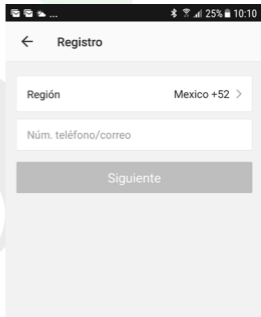 ... 25% 10:10
Registro
Región Mexico +52
Núm. teléfono/correo
Siguiente